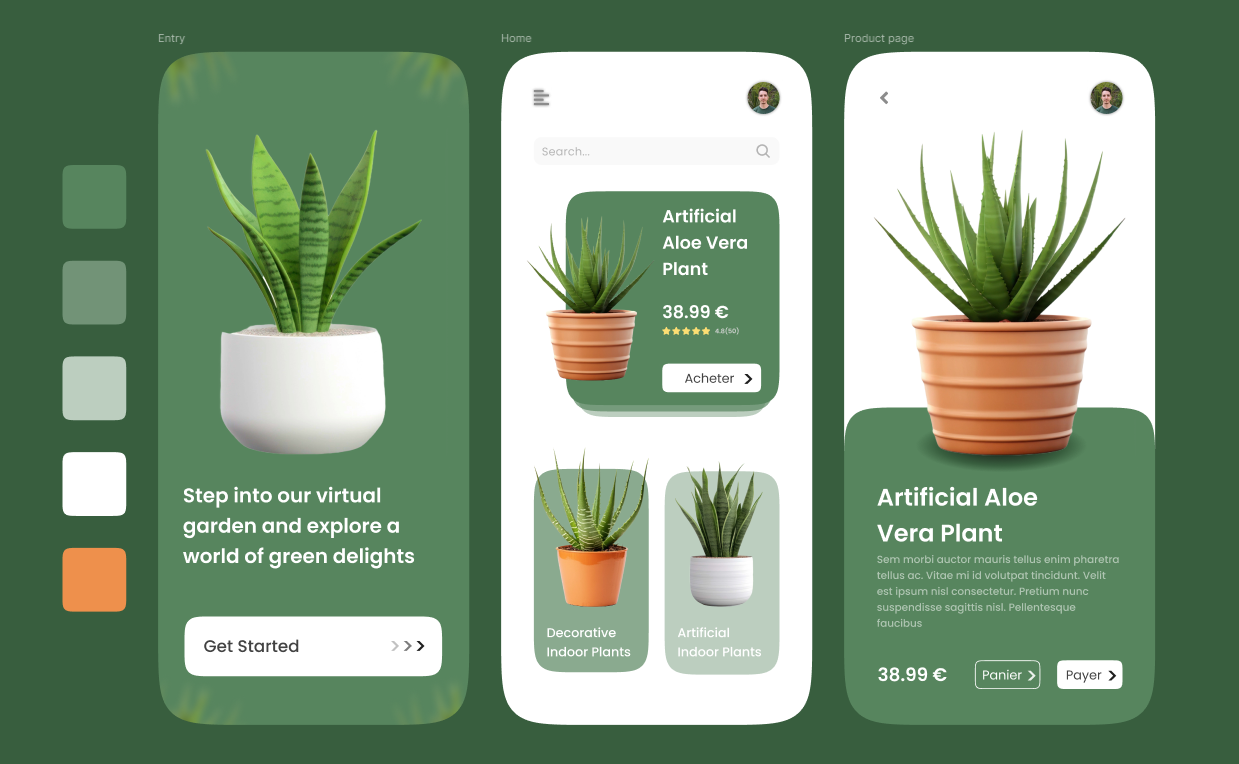 Entry
Step into our virtual
garden and explore a
world of green delights
Get Started
Home
Search...
Artificial
Aloe Vera
Plant
38.99 €
4.8(50)
Acheter
Decorative
Indoor Plants
Artificial
Indoor Plants
Product page
Artificial Aloe
Vera Plant
Sem morbi auctor mauris tellus enim pharetra
tellus ac. Vitae mi id volutpat tincidunt. Velit
est ipsum nisl consectetur. Pretium nunc
suspendisse sagittis nisl. Pellentesque
faucibus
38.99 €
Panier
Payer